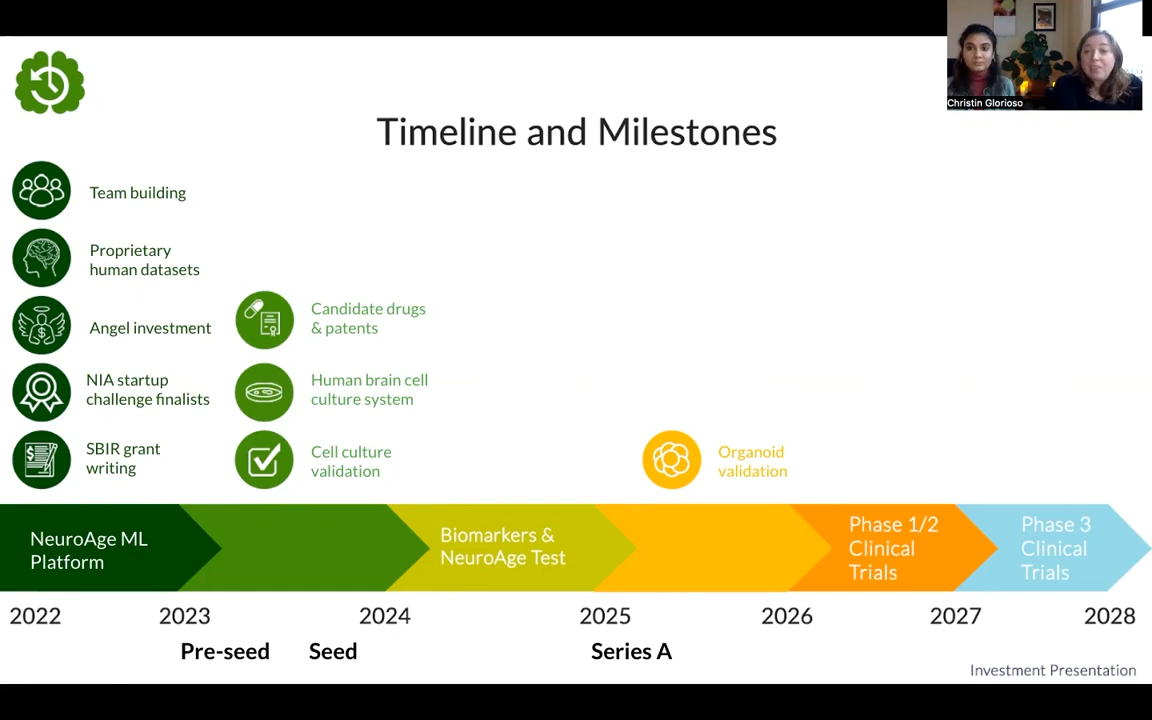 Christin Glorioso
Timeline and Milestones
Team building
Proprietary
human datasets
Angel investment
NIA startup
challenge finalists
SBIR grant
writing
Candidate drugs
& patents
Human brain cell
culture system
Cell culture
validation
Organoid
validation
NeuroAge ML
Platform
Biomarkers &
NeuroAge Test
Phase 1/2
Clinical
Trials
Phase 3
Clinical
Trials
2022 2023 2024 2025 2026 2027 2028
Pre-seed Seed Series A
Investment Presentation